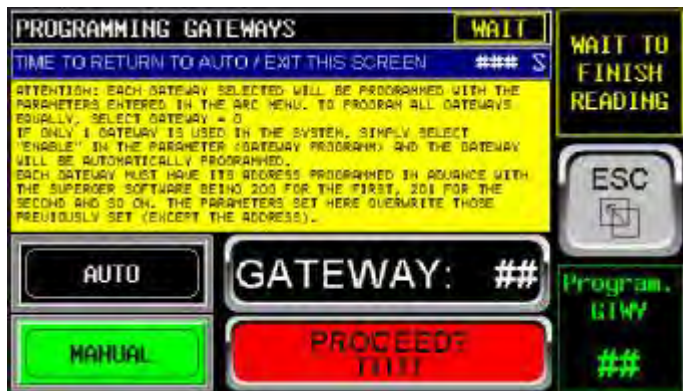 PROGRAMMING GATEWAYS
WAIT
TIME TO RETURN TO AUTO / EXIT THIS SCREEN ### S
ATTENTION: EACH GATEWAY SELECTED WILL BE PROGRAMMED WITH THE
PARAMETERS ENTERED IN THE ARC MENU. TO PROGRAM ALL GATEWAYS
EQUALLY, SELECT GATEWAY = 0
IF ONLY 1 GATEWAY IS USED IN THE SYSTEM, SIMPLY SELECT
"ENABLE" IN THE PARAMETER (GATEWAY PROGRAMM) AND THE GATEWAY
WILL BE AUTOMATICALLY PROGRAMMED.
EACH GATEWAY MUST HAVE ITS ADDRESS PROGRAMMED IN ADVANCE WITH
THE SUPERGER SOFTWARE BEING 200 FOR THE FIRST, 201 FOR THE
SECOND AND SO ON. THE PARAMETERS SET HERE OVERWRITE THOSE
PREVIOUSLY SET (EXCEPT THE ADDRESS).
WAIT TO
FINISH
READING
ESC
AUTO
GATEWAY: ##
MANUAL
PROCEED?
Program.
GTWY
##